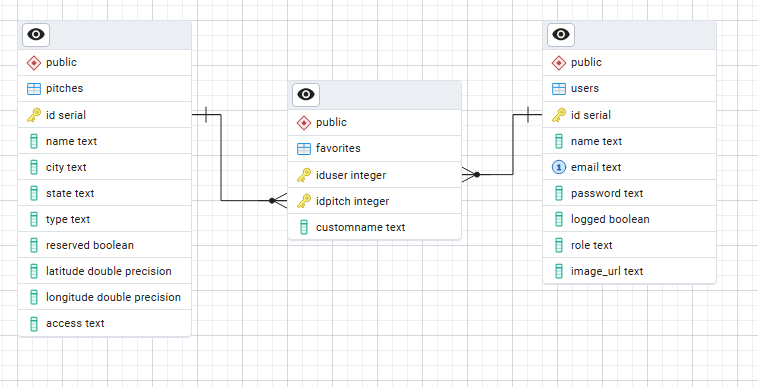 public
pitches
id serial
name text
city text
state text
type text
reserved boolean
latitude double precision
longitude double precision
access text
public
favorites
iduser integer
idpitch integer
customname text
public
users
id serial
name text
1 email text
password text
logged boolean
role text
image_url text